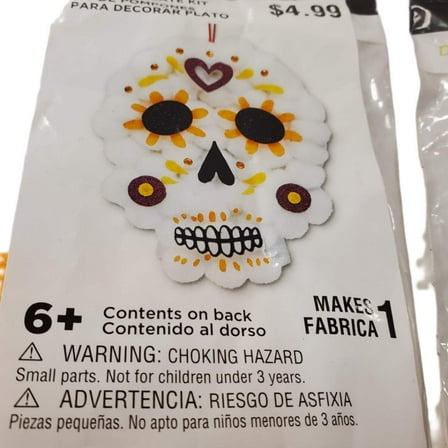 KIT
PARA DECORAR PLATO
$4.99
6+
Contents on back
Contenido al dorso
MAKES
FABRICA 1
⚠ WARNING: CHOKING HAZARD
Small parts. Not for children under 3 years.
⚠ ADVERTENCIA: RIESGO DE ASFIXIA
Piezas pequeñas. No apto para niños menores de 3 años.